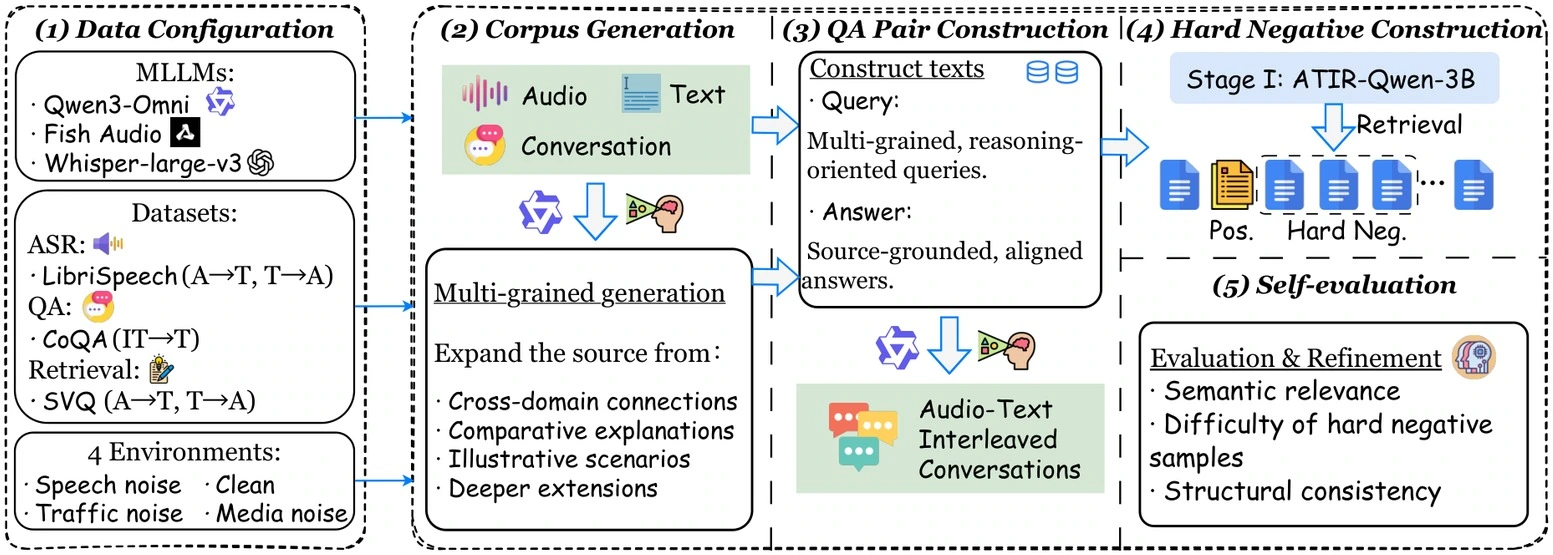 (1) Data Configuration
MLLMs:
· Qwen3-Omni
· Fish Audio
· Whisper-large-v3
Datasets:
ASR:
· LibriSpeech (A→T, T→A)
QA:
· CoQA (IT→T)
Retrieval:
· SVQ (A→T, T→A)
4 Environments:
· Speech noise · Clean
· Traffic noise · Media noise
(2) Corpus Generation
Audio Text
Conversation
Multi-grained generation
Expand the source from:
· Cross-domain connections
· Comparative explanations
· Illustrative scenarios
· Deeper extensions
(3) QA Pair Construction
Construct texts
· Query:
Multi-grained, reasoning-
oriented queries.
· Answer:
Source-grounded, aligned
answers.
Audio-Text
Interleaved
Conversations
(4) Hard Negative Construction
Stage I: ATIR-Qwen-3B
Retrieval
...
Pos. Hard Neg.
(5) Self-evaluation
Evaluation & Refinement
· Semantic relevance
· Difficulty of hard negative
samples
· Structural consistency